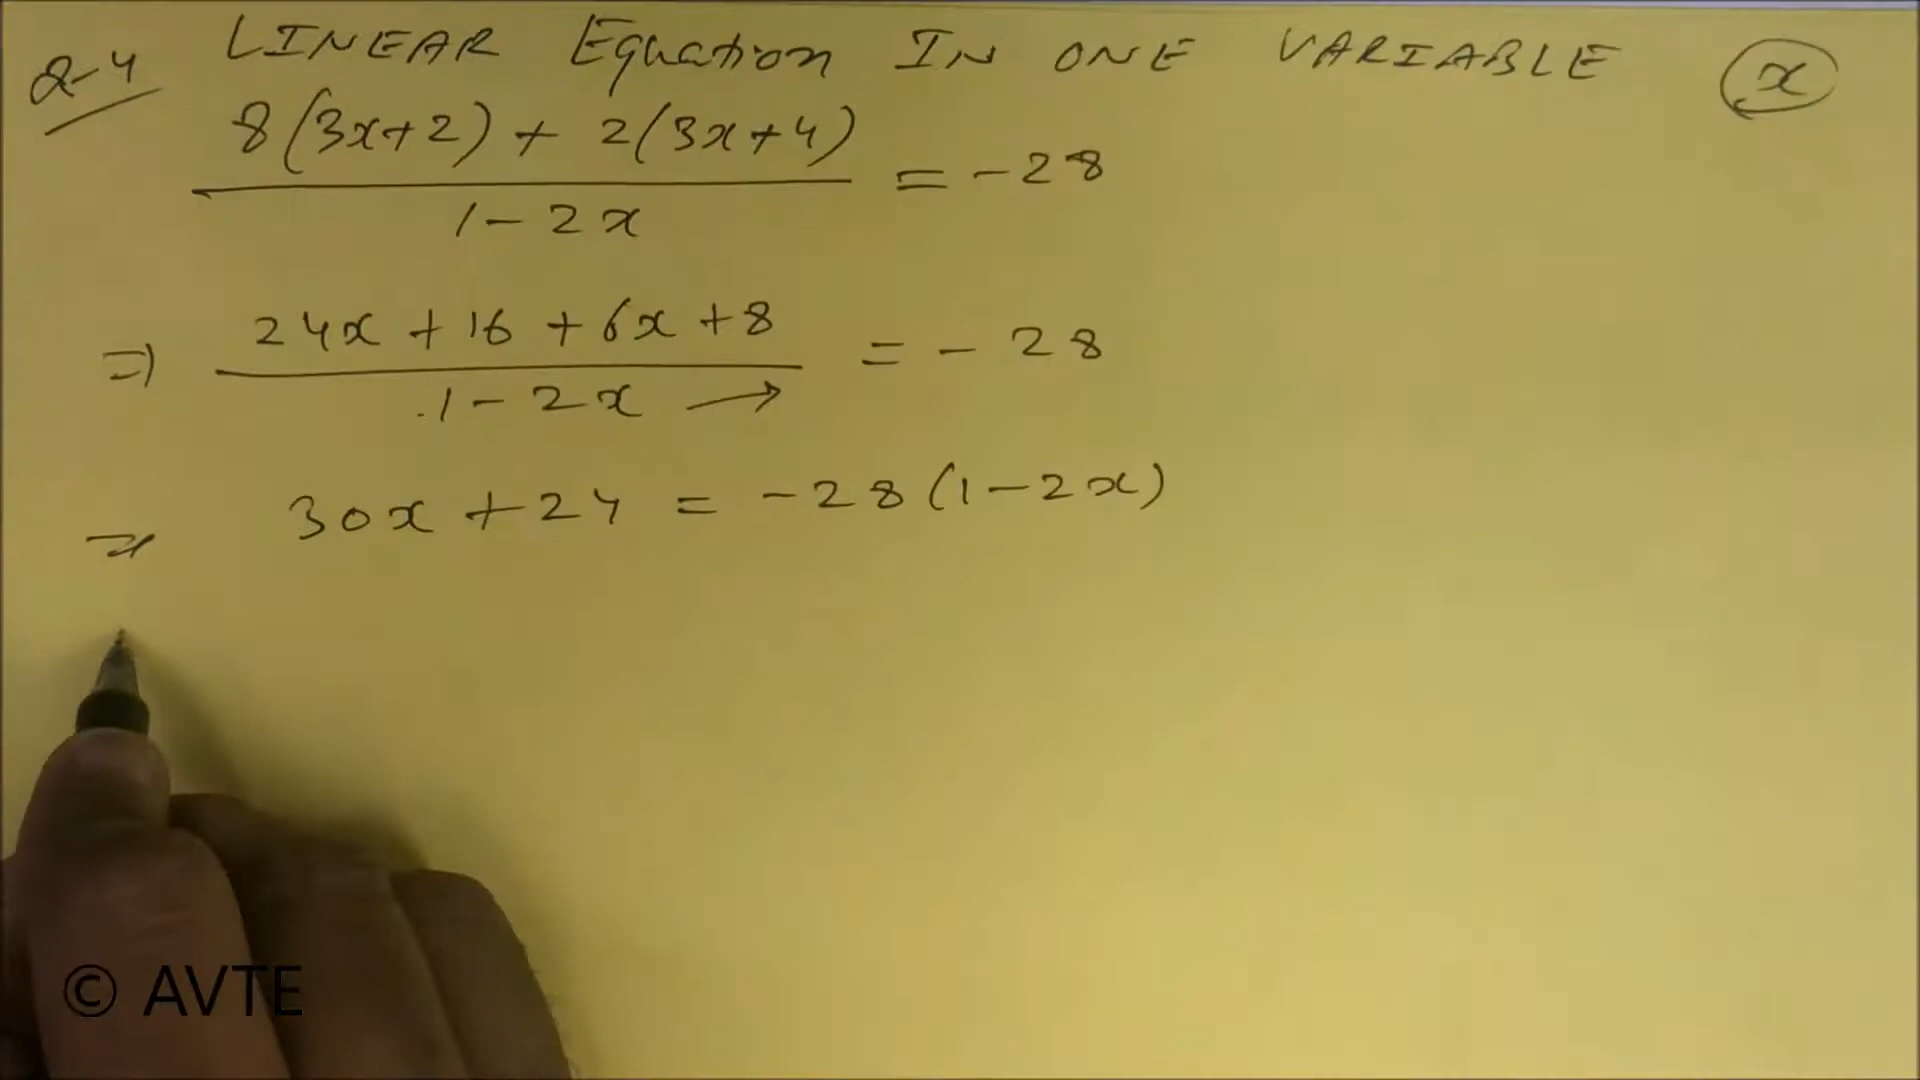 Q-4 LINEAR Equation IN ONE VARIABLE x
8(3x+2) + 2(3x+4)
1-2x
= -28
=> 24x + 16 + 6x + 8
.1-2x →
= - 28
=> 30x + 24 = -28(1-2x)
© AVTE